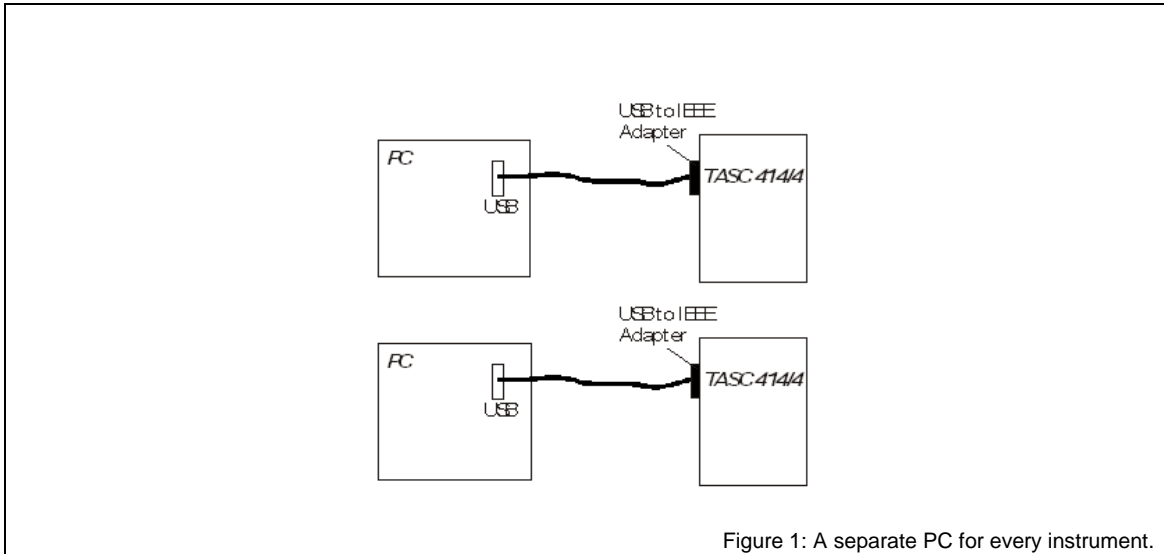 USB to IEEE
Adapter
PC
TASC 414/4
USB
USB to IEEE
Adapter
PC
TASC 414/4
USB
Figure 1: A separate PC for every instrument.